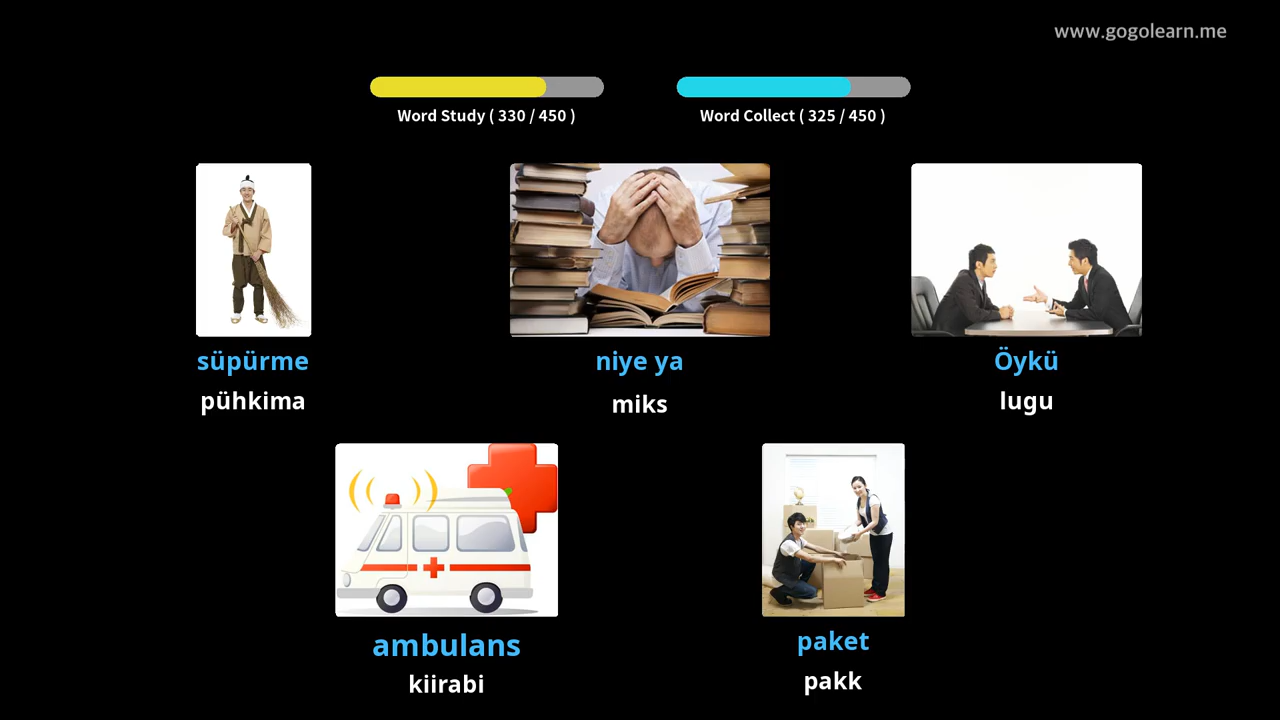 www.gogolearn.me
Word Study ( 330 / 450 )
Word Collect ( 325 / 450 )
süpürme
pühkima
niye ya
miks
Öykü
lugu
ambulans
kiirabi
paket
pakk